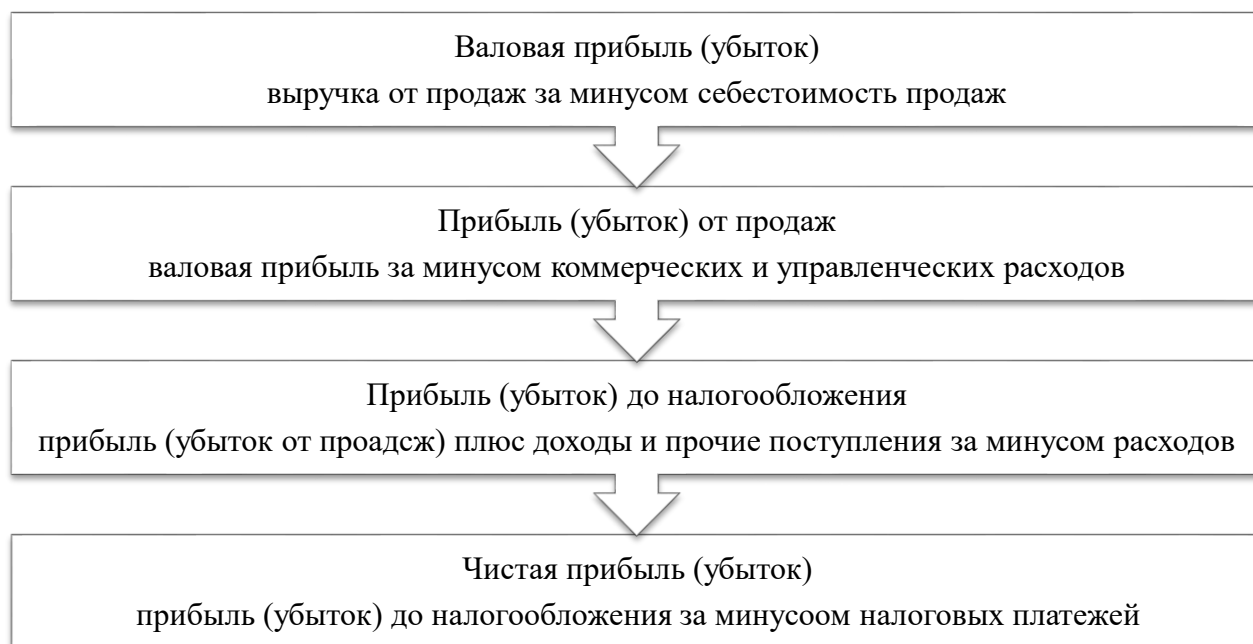 Валовая прибыль (убыток)
выручка от продаж за минусом себестоимость продаж
Прибыль (убыток) от продаж
валовая прибыль за минусом коммерческих и управленческих расходов
Прибыль (убыток) до налогообложения
прибыль (убыток от проадсж) плюс доходы и прочие поступления за минусом расходов
Чистая прибыль (убыток)
прибыль (убыток) до налогообложения за минусоом налоговых платежей